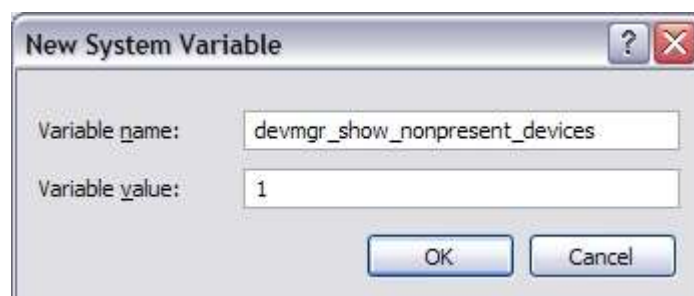 New System Variable
Variable name: devmgr_show_nonpresent_devices
Variable value: 1
OK Cancel